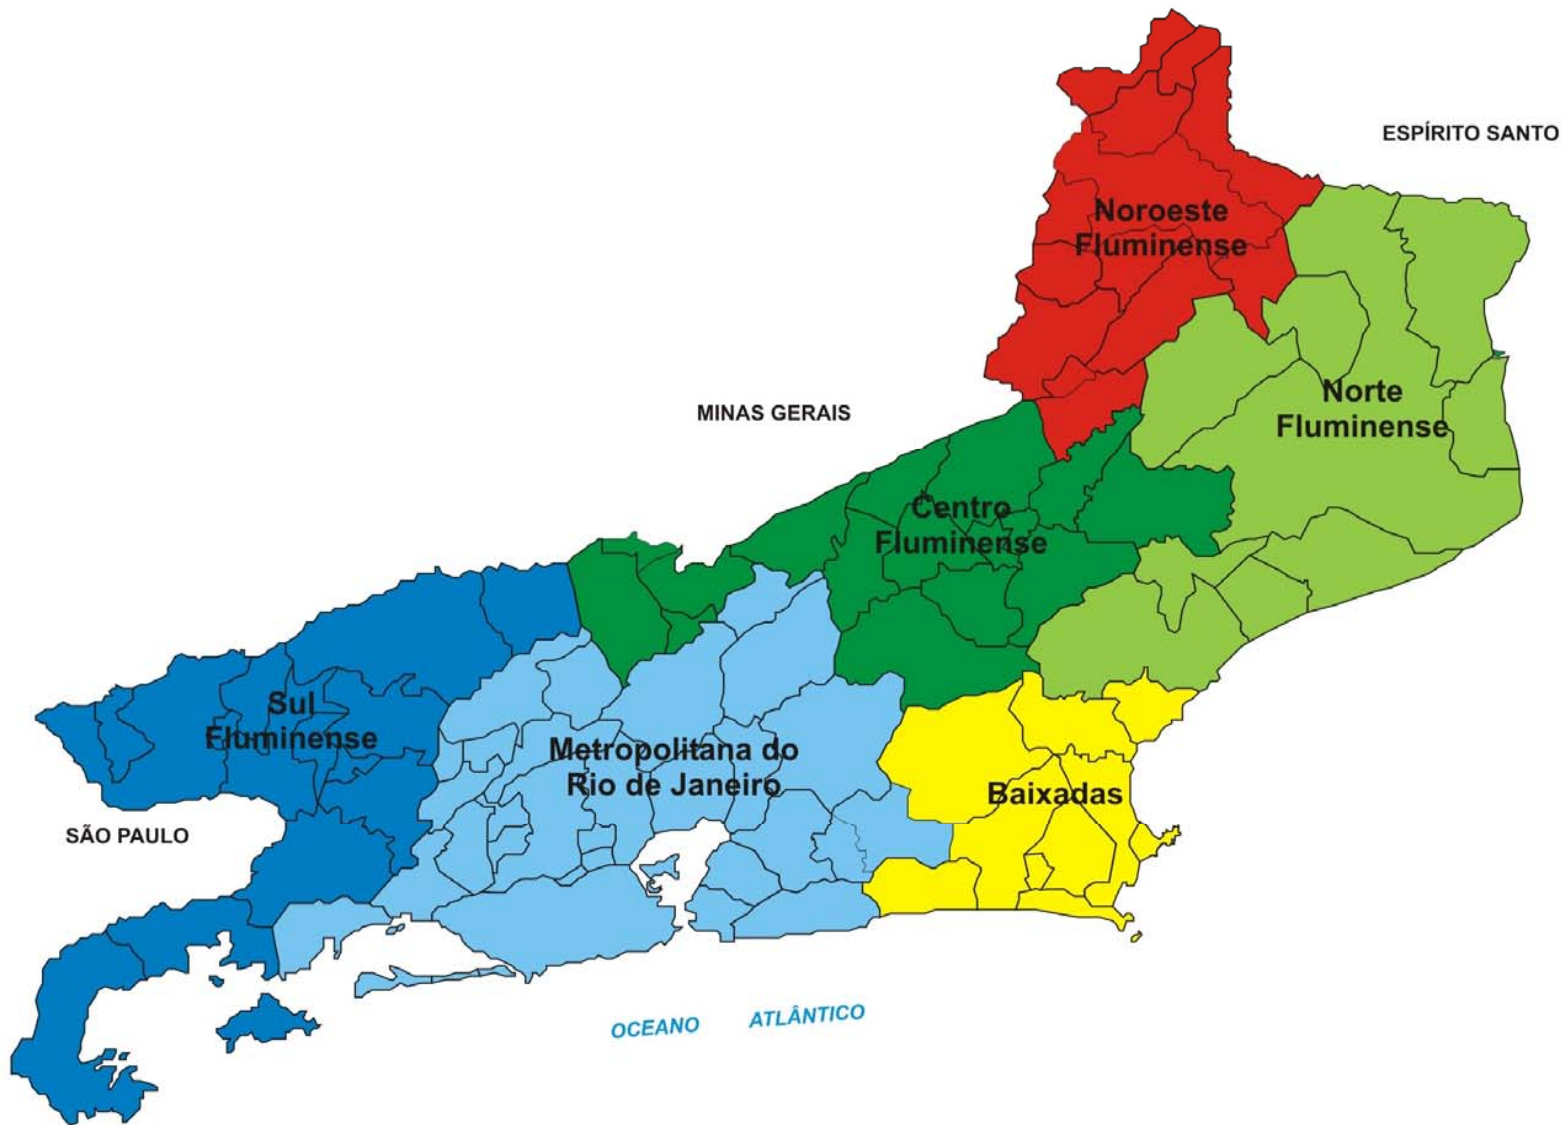 ESPÍRITO SANTO
Noroeste
Fluminense
Norte
Fluminense
MINAS GERAIS
Centro
Fluminense
Sul
Fluminense
Metropolitana do
Rio de Janeiro
Baixadas
SÃO PAULO
OCEANO ATLÂNTICO